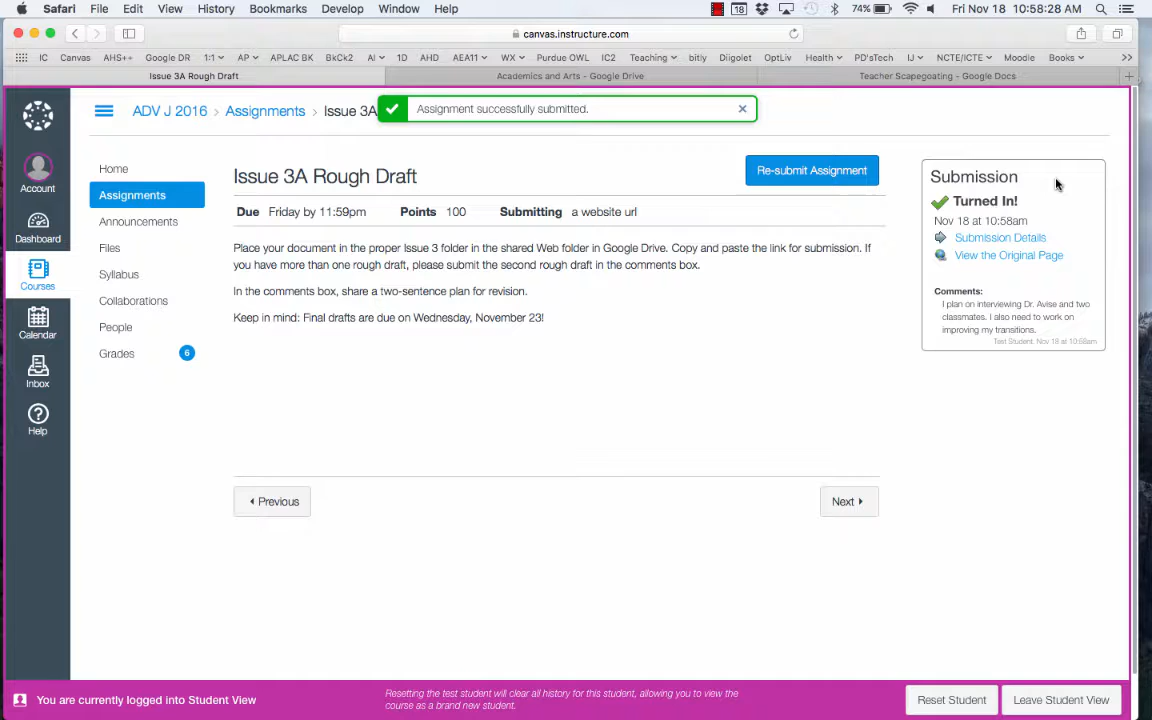 Safari File Edit View History Bookmarks Develop Window Help 18 74% Fri Nov 18 10:58:28 AM
canvas.instructure.com
IC Canvas AHS++ Google DR 1:1 AP APLAC BK BkCk2 AI 1D AHD AEA11 WX Purdue OWL IC2 Teaching bitly Diigolet OptLiv Health PD'sTech IJ NCTE/ICTE Moodle Books >>
Issue 3A Rough Draft Academics and Arts - Google Drive Teacher Scapegoating - Google Docs +
ADV J 2016 > Assignments > Issue 3A
Assignment successfully submitted. ×
Account
Dashboard
Courses
Calendar
Inbox
Help
Home
Assignments
Announcements
Files
Syllabus
Collaborations
People
Grades 6
Issue 3A Rough Draft
Re-submit Assignment
Due Friday by 11:59pm Points 100 Submitting a website url
Place your document in the proper Issue 3 folder in the shared Web folder in Google Drive. Copy and paste the link for submission. If
you have more than one rough draft, please submit the second rough draft in the comments box.
In the comments box, share a two-sentence plan for revision.
Keep in mind: Final drafts are due on Wednesday, November 23!
Previous
Next
Submission
Turned In!
Nov 18 at 10:58am
Submission Details
View the Original Page
Comments:
I plan on interviewing Dr. Avise and two
classmates. I also need to work on
improving my transitions.
Test Student, Nov 18 at 10:58am
You are currently logged into Student View
Resetting the test student will clear all history for this student, allowing you to view the
course as a brand new student.
Reset Student
Leave Student View